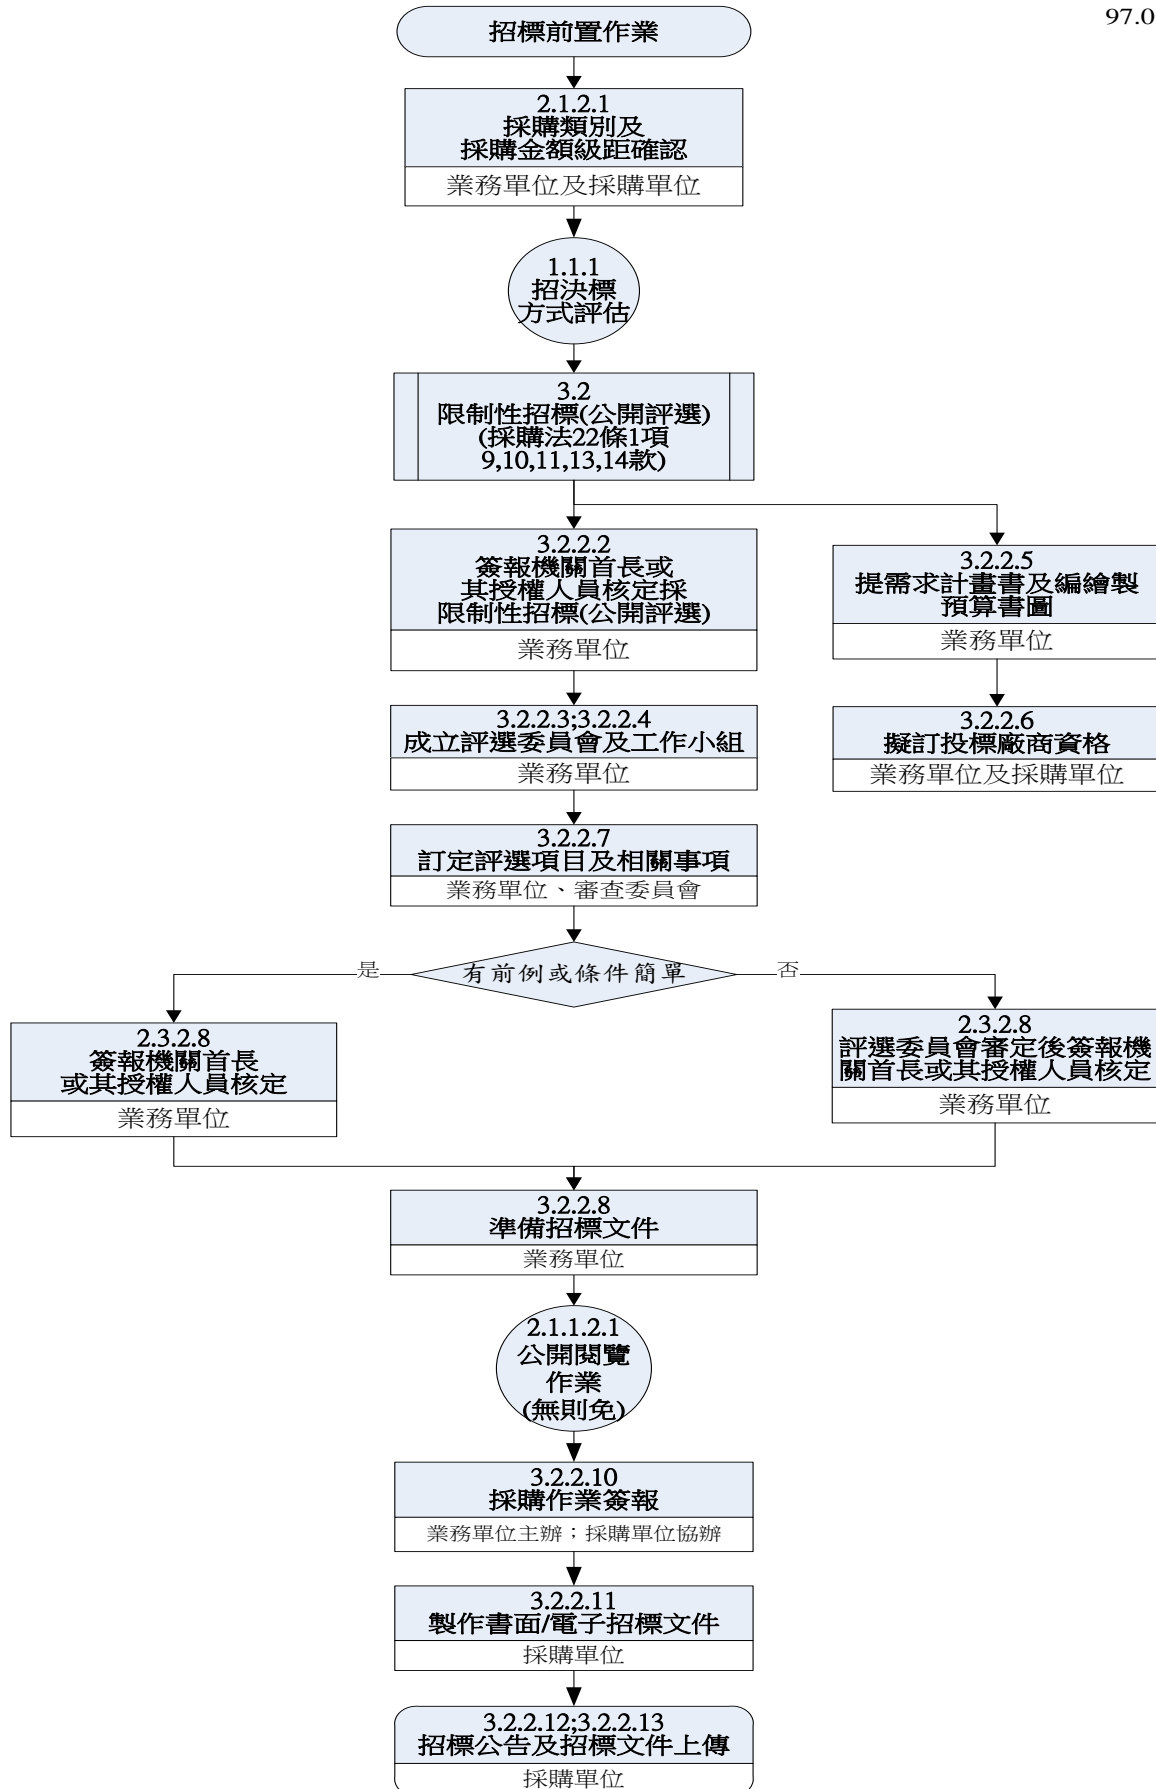 97.0
招標前置作業
2.1.2.1
採購類別及
採購金額級距確認
業務單位及採購單位
1.1.1
招決標
方式評估
3.2
限制性招標(公開評選)
(採購法22條1項
9,10,11,13,14款)
3.2.2.2
簽報機關首長或
其授權人員核定採
限制性招標(公開評選)
業務單位
3.2.2.5
提需求計畫書及編繪製
預算書圖
業務單位
3.2.2.3;3.2.2.4
成立評選委員會及工作小組
業務單位
3.2.2.6
擬訂投標廠商資格
業務單位及採購單位
3.2.2.7
訂定評選項目及相關事項
業務單位、審查委員會
有前例或條件簡單
是
否
2.3.2.8
簽報機關首長
或其授權人員核定
業務單位
2.3.2.8
評選委員會審定後簽報機
關首長或其授權人員核定
業務單位
3.2.2.8
準備招標文件
業務單位
2.1.1.2.1
公開閱覽
作業
(無則免)
3.2.2.10
採購作業簽報
業務單位主辦；採購單位協辦
3.2.2.11
製作書面/電子招標文件
採購單位
3.2.2.12;3.2.2.13
招標公告及招標文件上傳
採購單位